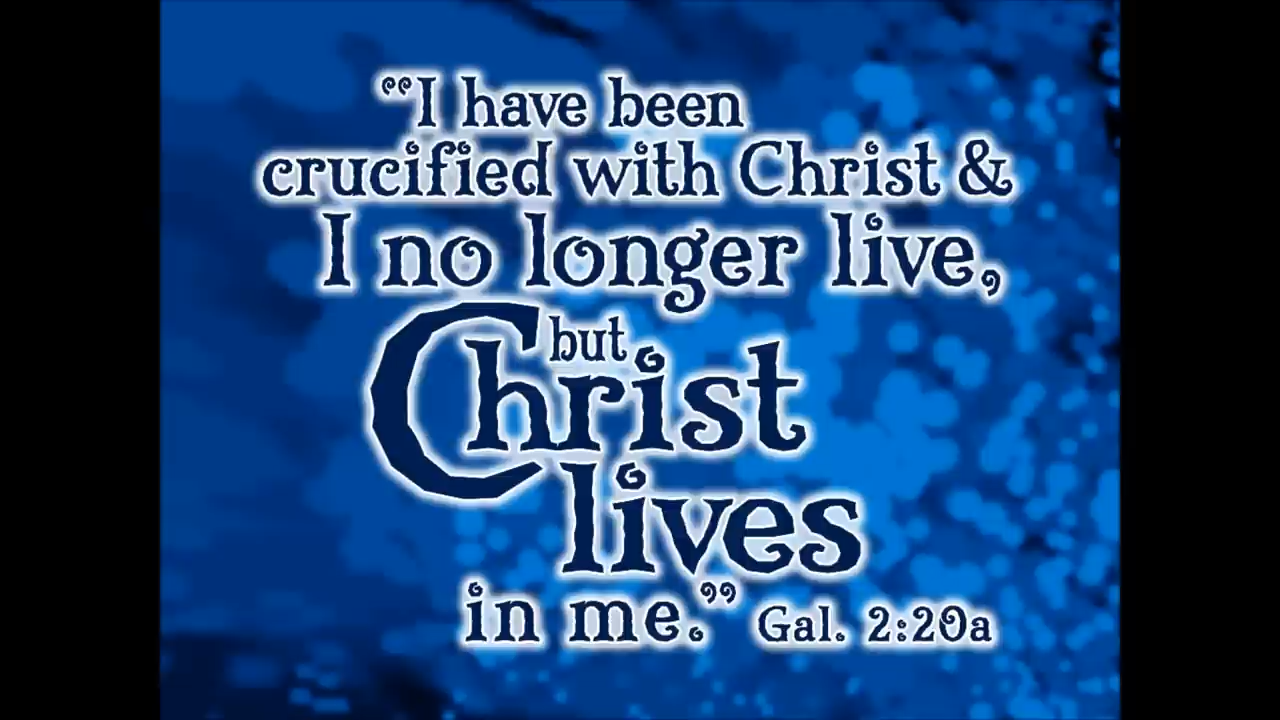 “I have been
crucified with Christ &
I no longer live,
but
Christ
lives
in me.” Gal. 2:20a